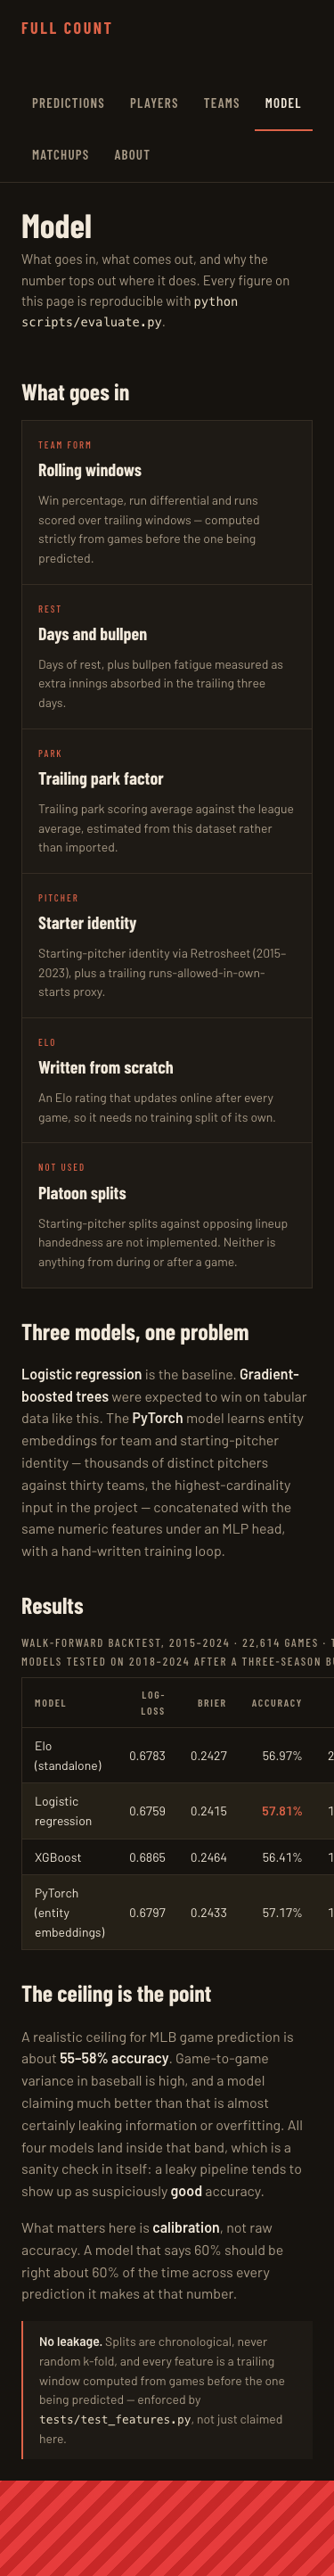 FULL COUNT
PREDICTIONS PLAYERS TEAMS MODEL
MATCHUPS ABOUT
Model
What goes in, what comes out, and why the
number tops out where it does. Every figure on
this page is reproducible with python
scripts/evaluate.py.
What goes in
TEAM FORM
Rolling windows
Win percentage, run differential and runs
scored over trailing windows — computed
strictly from games before the one being
predicted.
REST
Days and bullpen
Days of rest, plus bullpen fatigue measured as
extra innings absorbed in the trailing three
days.
PARK
Trailing park factor
Trailing park scoring average against the league
average, estimated from this dataset rather
than imported.
PITCHER
Starter identity
Starting-pitcher identity via Retrosheet (2015–
2023), plus a trailing runs-allowed-in-own-
starts proxy.
ELO
Written from scratch
An Elo rating that updates online after every
game, so it needs no training split of its own.
NOT USED
Platoon splits
Starting-pitcher splits against opposing lineup
handedness are not implemented. Neither is
anything from during or after a game.
Three models, one problem
Logistic regression is the baseline. Gradient-
boosted trees were expected to win on tabular
data like this. The PyTorch model learns entity
embeddings for team and starting-pitcher
identity — thousands of distinct pitchers
against thirty teams, the highest-cardinality
input in the project — concatenated with the
same numeric features under an MLP head,
with a hand-written training loop.
Results
WALK-FORWARD BACKTEST, 2015–2024 · 22,614 GAMES ·
MODELS TESTED ON 2018–2024 AFTER A THREE-SEASON
MODEL LOG- BRIER ACCURACY
LOSS
Elo
(standalone) 0.6783 0.2427 56.97%
Logistic
regression 0.6759 0.2415 57.81%
XGBoost 0.6865 0.2464 56.41%
PyTorch
(entity
embeddings) 0.6797 0.2433 57.17%
The ceiling is the point
A realistic ceiling for MLB game prediction is
about 55–58% accuracy. Game-to-game
variance in baseball is high, and a model
claiming much better than that is almost
certainly leaking information or overfitting. All
four models land inside that band, which is a
sanity check in itself: a leaky pipeline tends to
show up as suspiciously good accuracy.
What matters here is calibration, not raw
accuracy. A model that says 60% should be
right about 60% of the time across every
prediction it makes at that number.
No leakage. Splits are chronological, never
random k-fold, and every feature is a trailing
window computed from games before the one
being predicted — enforced by
tests/test_features.py, not just claimed
here.